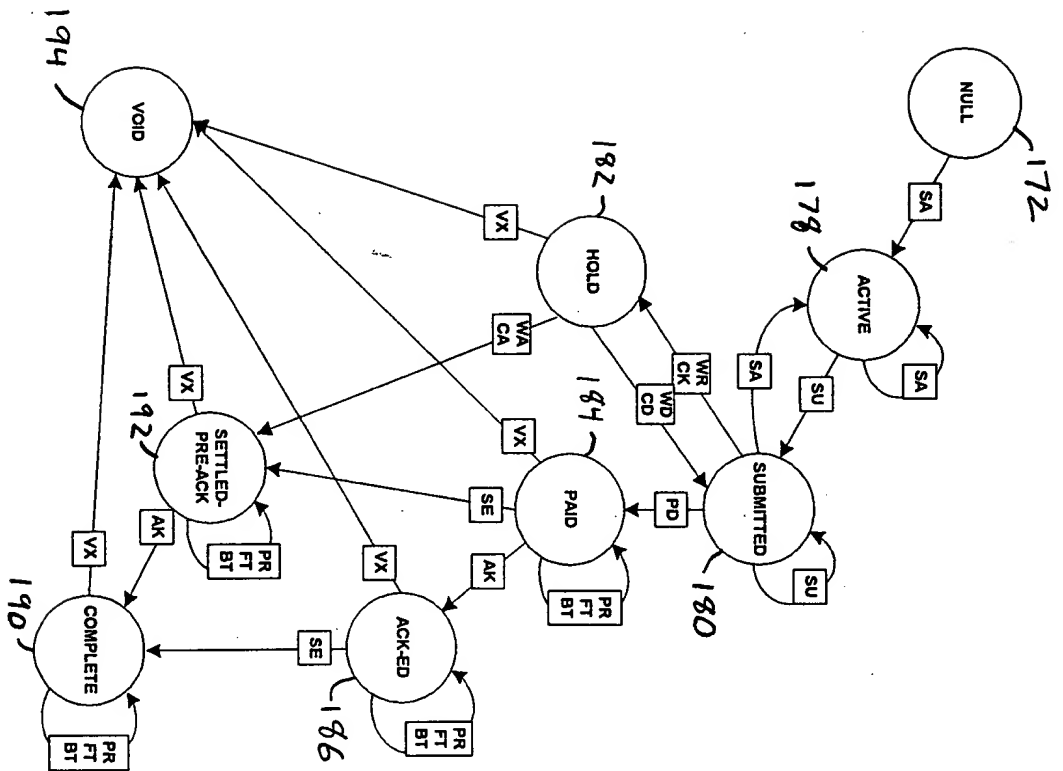 172
NULL
SA
178
ACTIVE
SA
SA
SU
SUBMITTED
SU
180
WR
CK
WD
CD
PD
182
HOLD
184
PAID
PR
FT
BT
VX
WA
CA
VX
SE
AK
ACK-ED
PR
FT
BT
186
VX
SE
192
SETTLED-
PRE-ACK
PR
FT
BT
VX
AK
194
VOID
VX
190
COMPLETE
PR
FT
BT